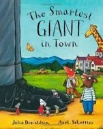 The Smartest
GIANT
in Town
Julia Donaldson
Axel Scheffler